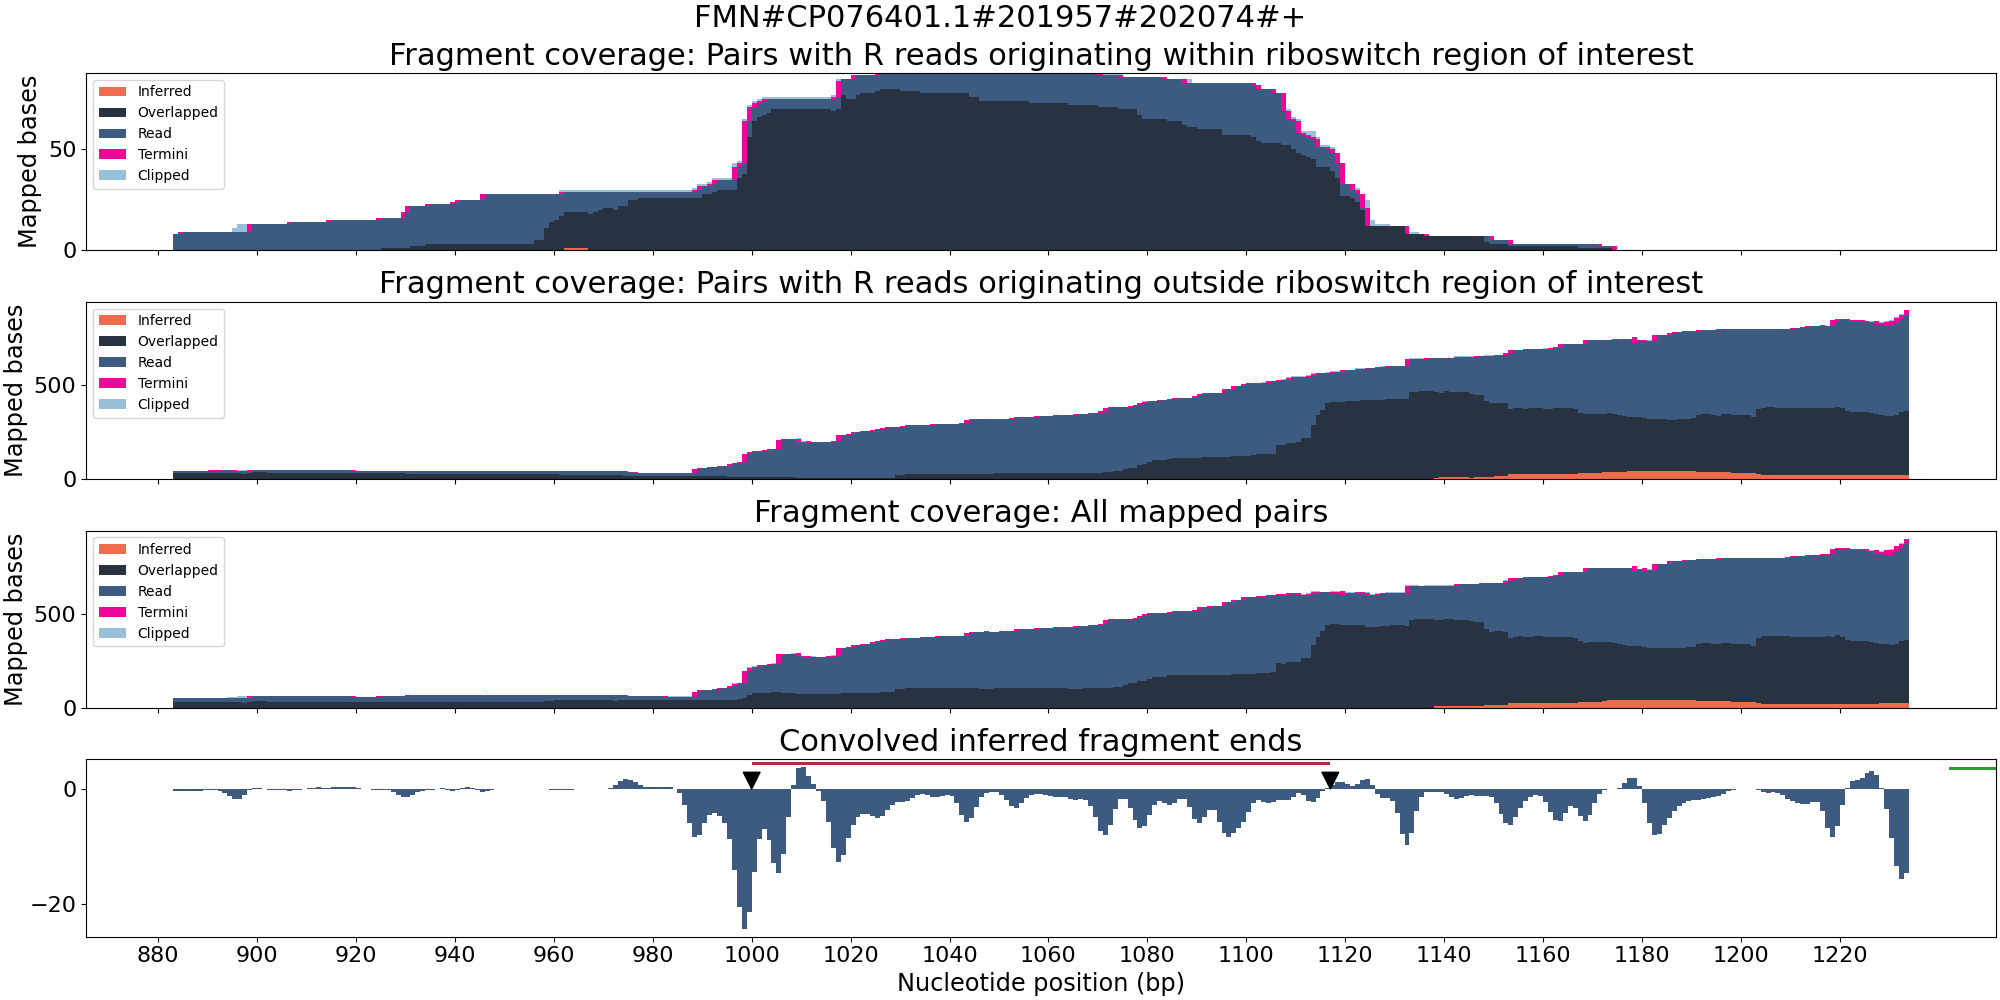 FMN#CP076401.1#201957#202074#+
Fragment coverage: Pairs with R reads originating within riboswitch region of interest
Mapped bases
50
0
Inferred
Overlapped
Read
Termini
Clipped
Fragment coverage: Pairs with R reads originating outside riboswitch region of interest
Mapped bases
500
0
Inferred
Overlapped
Read
Termini
Clipped
Fragment coverage: All mapped pairs
Mapped bases
500
0
Inferred
Overlapped
Read
Termini
Clipped
Convolved inferred fragment ends
0
−20
880 900 920 940 960 980 1000 1020 1040 1060 1080 1100 1120 1140 1160 1180 1200 1220
Nucleotide position (bp)